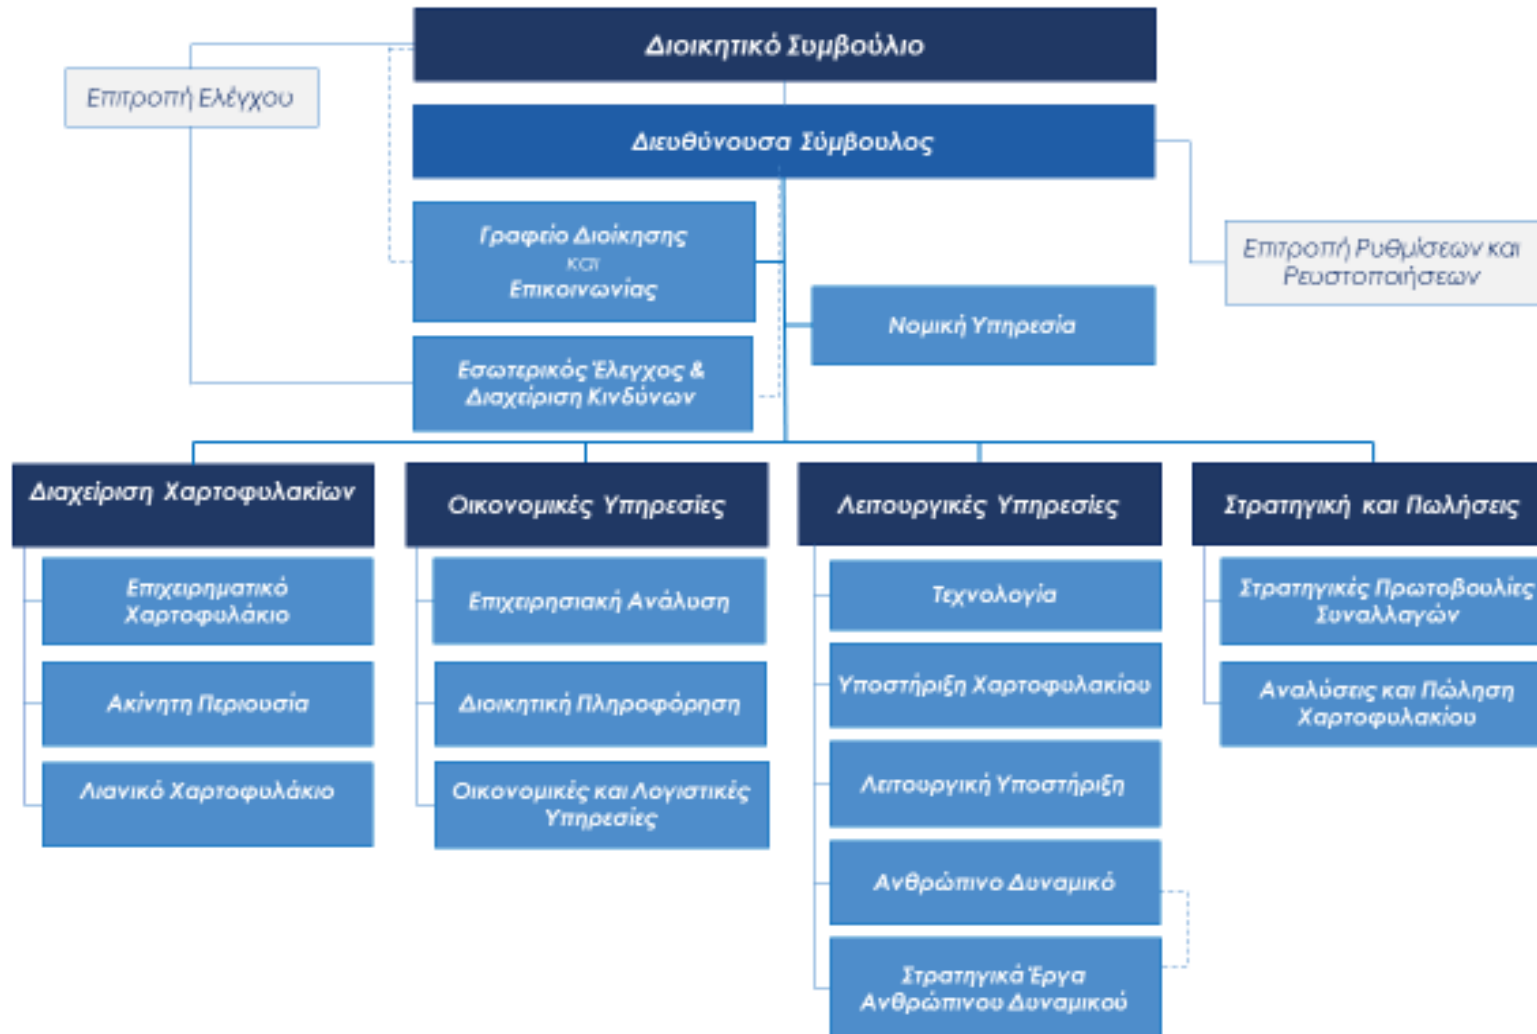 Διοικητικό Συμβούλιο
Επιτροπή Ελέγχου
Διευθύνουσα Σύμβουλος
Γραφείο Διοίκησης
και
Επικοινωνίας
Επιτροπή Ρυθμίσεων και
Ρευστοποιήσεων
Νομική Υπηρεσία
Εσωτερικός Έλεγχος &
Διαχείριση Κινδύνων
Διαχείριση Χαρτοφυλακίων
Οικονομικές Υπηρεσίες
Λειτουργικές Υπηρεσίες
Στρατηγική και Πωλήσεις
Επιχειρηματικό
Χαρτοφυλάκιο
Ακίνητη Περιουσία
Λιανικό Χαρτοφυλάκιο
Επιχειρησιακή Ανάλυση
Διοικητική Πληροφόρηση
Οικονομικές και Λογιστικές
Υπηρεσίες
Τεχνολογία
Υποστήριξη Χαρτοφυλακίου
Λειτουργική Υποστήριξη
Ανθρώπινο Δυναμικό
Στρατηγικά Έργα
Ανθρώπινου Δυναμικού
Στρατηγικές Πρωτοβουλίες
Συναλλαγών
Αναλύσεις και Πώληση
Χαρτοφυλακίου